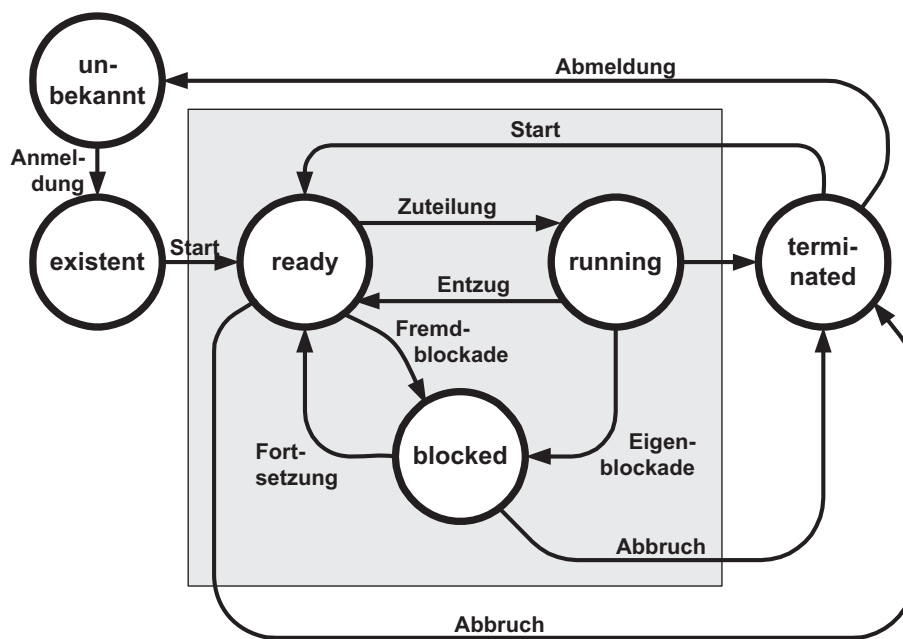 un-
bekannt
Abmeldung
Start
Anmel-
dung
Zuteilung
existent
Start
ready
running
termi-
nated
Entzug
Fremd-
blockade
Fort-
setzung
blocked
Eigen-
blockade
Abbruch
Abbruch